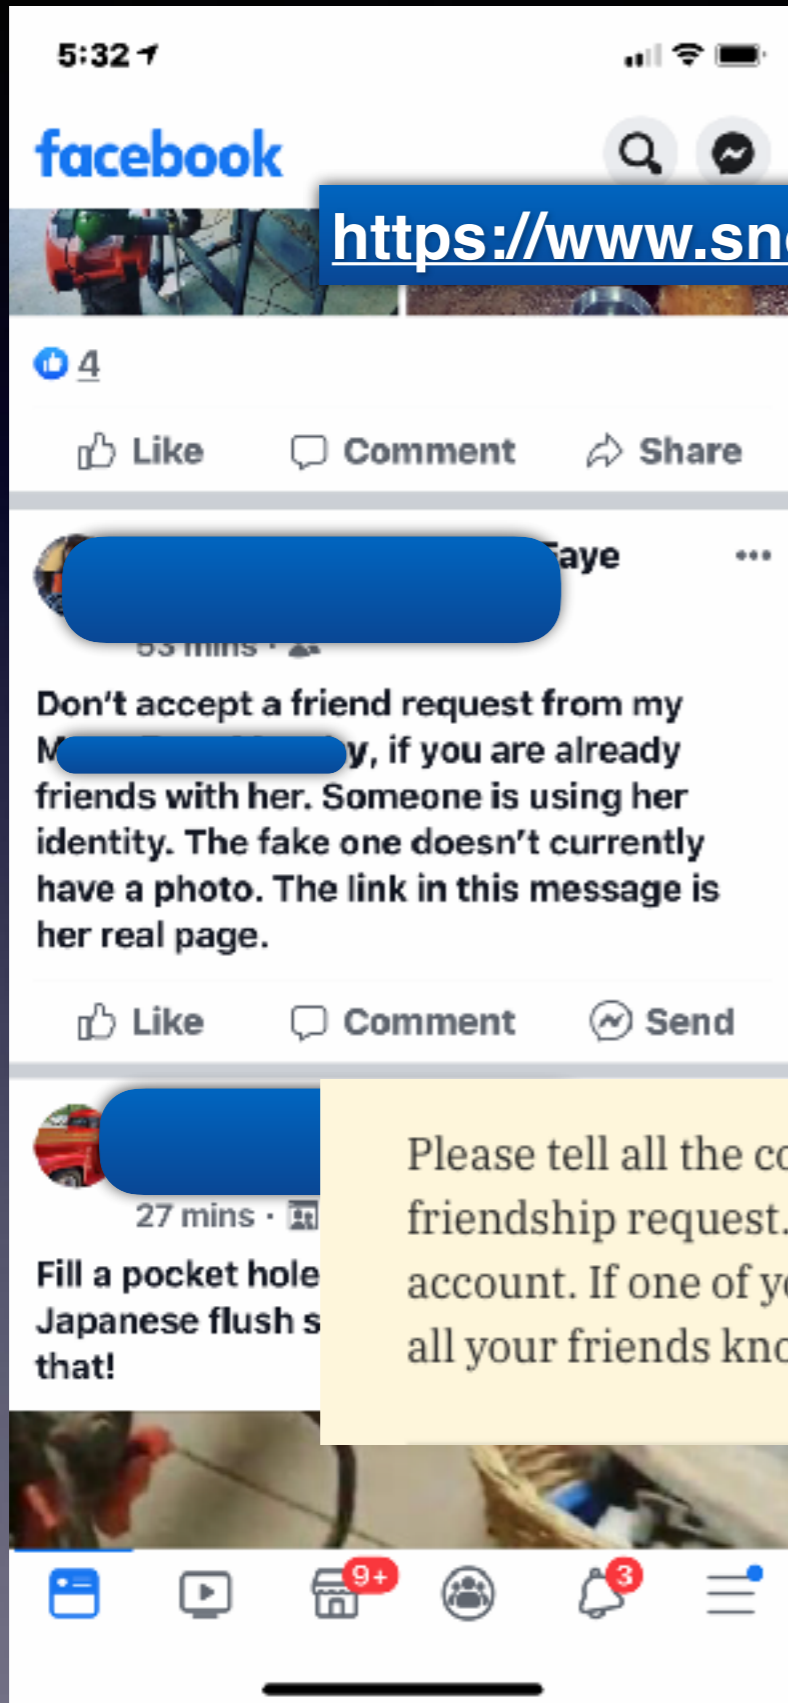 5:32
facebook
https://www.sn
4
Like Comment Share
aye
53 mins
Don't accept a friend request from my
M y, if you are already
friends with her. Someone is using her
identity. The fake one doesn't currently
have a photo. The link in this message is
her real page.
Like Comment Send
27 mins ·
Fill a pocket hole
Japanese flush s
that!
Please tell all the co
friendship request.
account. If one of yo
all your friends kno
9+
3